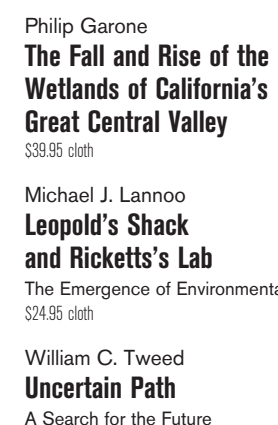 Philip Garone
The Fall and Rise of the
Wetlands of California's
Great Central Valley
$39.95 cloth
Michael J. Lannoo
Leopold's Shack
and Ricketts's Lab
The Emergence of
$24.95 cloth
William C. Tweed
Uncertain Path
A Search for the Future